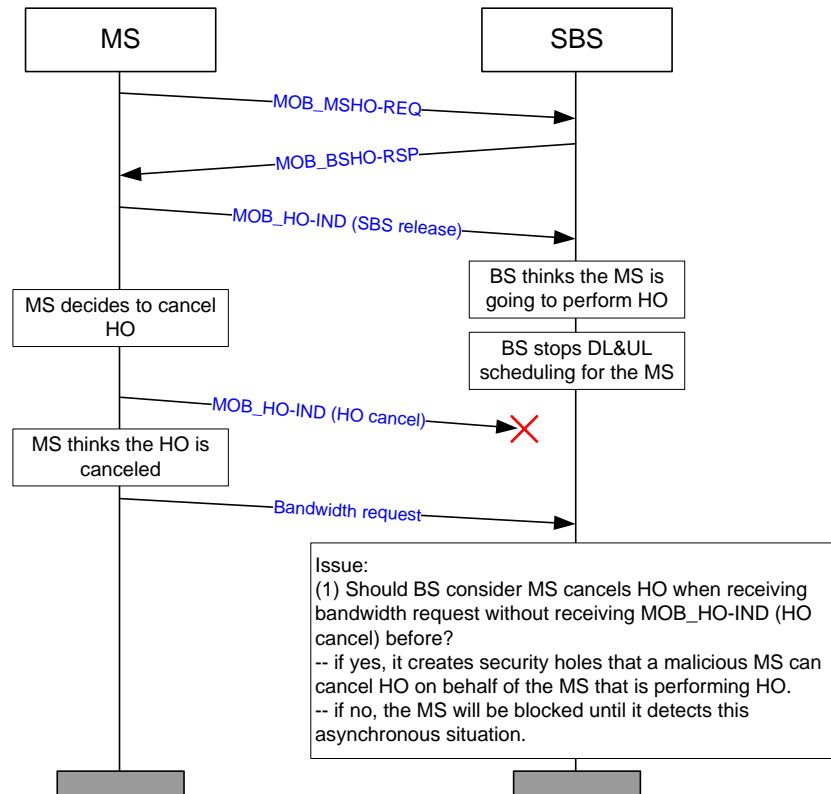 MS
SBS
MOB_MSHO-REQ
MOB_BSHO-RSP
MOB_HO-IND (SBS release)
BS thinks the MS is
going to perform HO
MS decides to cancel
HO
BS stops DL&UL
scheduling for the MS
MOB_HO-IND (HO cancel)
MS thinks the HO is
canceled
Bandwidth request
Issue:
(1) Should BS consider MS cancels HO when receiving
bandwidth request without receiving MOB_HO-IND (HO
cancel) before?
-- if yes, it creates security holes that a malicious MS can
cancel HO on behalf of the MS that is performing HO.
-- if no, the MS will be blocked until it detects this
asynchronous situation.